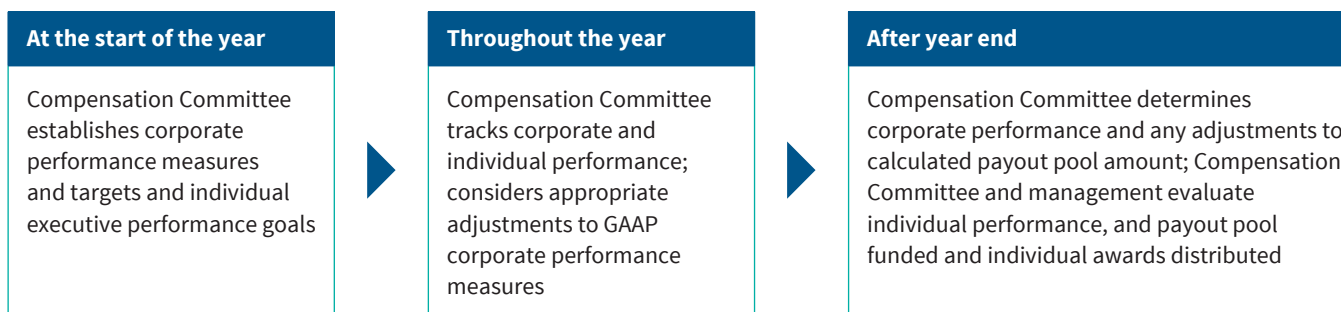 At the start of the year
Compensation Committee
establishes corporate
performance measures
and targets and individual
executive performance goals
Throughout the year
Compensation Committee
tracks corporate and
individual performance;
considers appropriate
adjustments to GAAP
corporate performance
measures
After year end
Compensation Committee determines
corporate performance and any adjustments to
calculated payout pool amount; Compensation
Committee and management evaluate
individual performance, and payout pool
funded and individual awards distributed